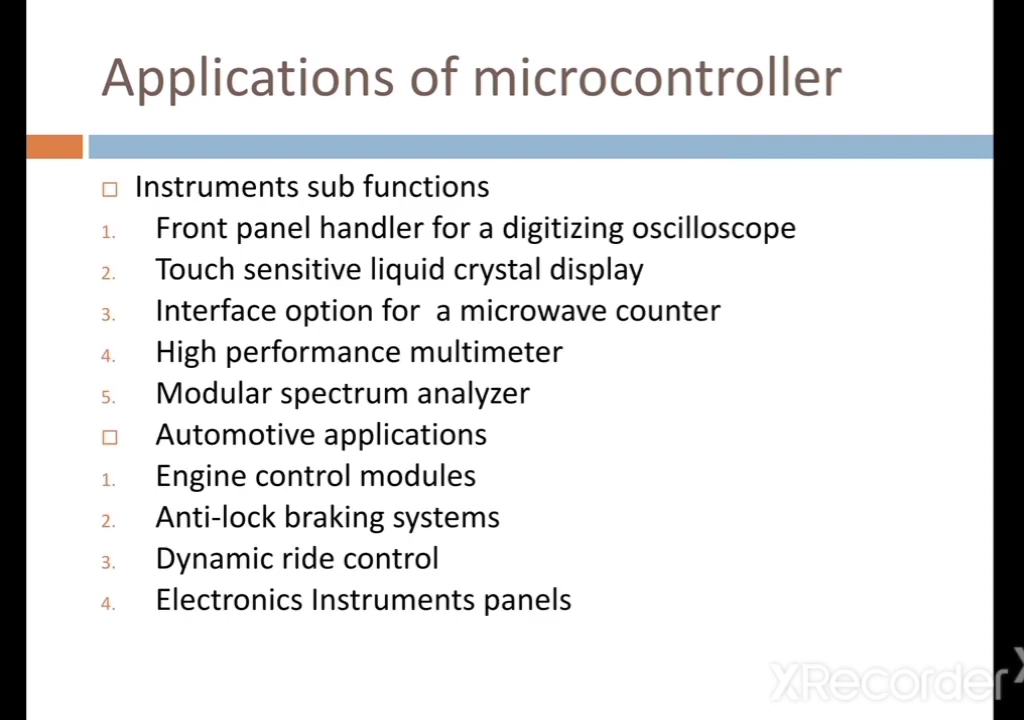 Applications of microcontroller
Instruments sub functions
1. Front panel handler for a digitizing oscilloscope
2. Touch sensitive liquid crystal display
3. Interface option for a microwave counter
4. High performance multimeter
5. Modular spectrum analyzer
Automotive applications
1. Engine control modules
2. Anti-lock braking systems
3. Dynamic ride control
4. Electronics Instruments panels
XRecorder